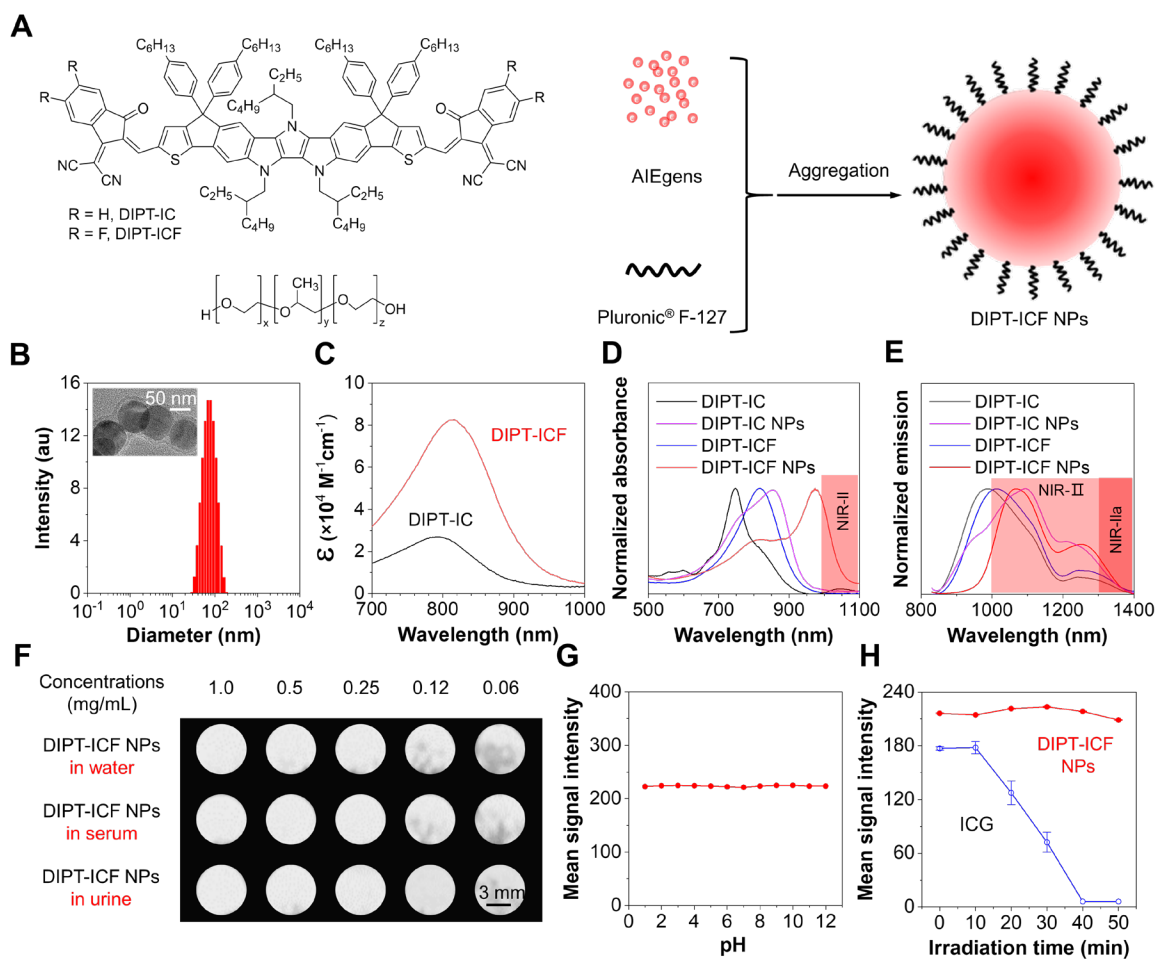 A
C6H13
C6H13
C6H13
C6H13
R
R
R
R
C2H5
C4H9
O
O
N
S
S
N
N
CN
CN
NC
CN
C2H5
C2H5
C4H9
C4H9
R = H, DIPT-IC
R = F, DIPT-ICF
CH3
H
O
O
O
OH
x
y
z
AIEgens
Aggregation
Pluronic® F-127
DIPT-ICF NPs
B
Intensity (au)
16
12
8
4
0
50 nm
10-1 100 101 102 103 104
Diameter (nm)
C
ε (×104 M-1cm-1)
10
8
6
4
2
0
DIPT-ICF
DIPT-IC
700 800 900 1000
Wavelength (nm)
D
Normalized absorbance
DIPT-IC
DIPT-IC NPs
DIPT-ICF
DIPT-ICF NPs
NIR-II
500 700 900 1100
Wavelength (nm)
E
Normalized emission
DIPT-IC
DIPT-IC NPs
DIPT-ICF
DIPT-ICF NPs
NIR-II
NIR-IIa
800 1000 1200 1400
Wavelength (nm)
F
Concentrations
(mg/mL)
1.0 0.5 0.25 0.12 0.06
DIPT-ICF NPs
in water
DIPT-ICF NPs
in serum
DIPT-ICF NPs
in urine
3 mm
G
Mean signal intensity
400
300
200
100
0
0 2 4 6 8 10 12
pH
H
Mean signal intensity
240
180
120
60
0
DIPT-ICF
NPs
ICG
0 10 20 30 40 50
Irradiation time (min)